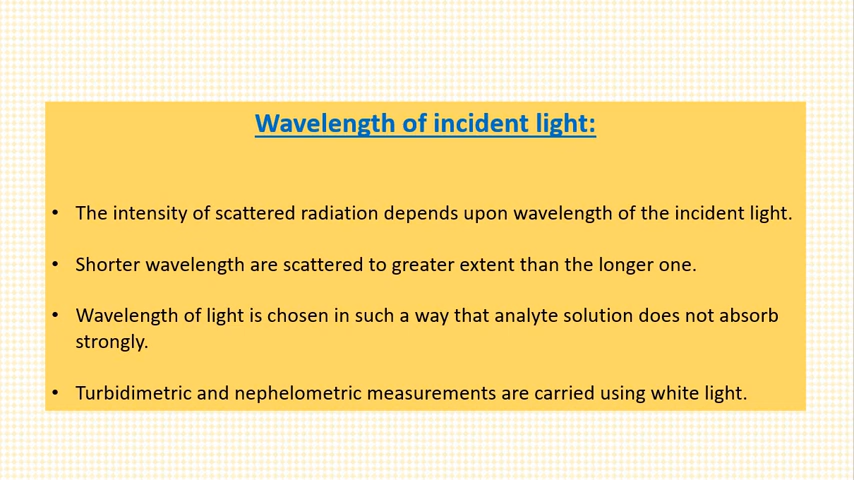 Wavelength of incident light:
• The intensity of scattered radiation depends upon wavelength of the incident light.
• Shorter wavelength are scattered to greater extent than the longer one.
• Wavelength of light is chosen in such a way that analyte solution does not absorb
strongly.
• Turbidimetric and nephelometric measurements are carried using white light.